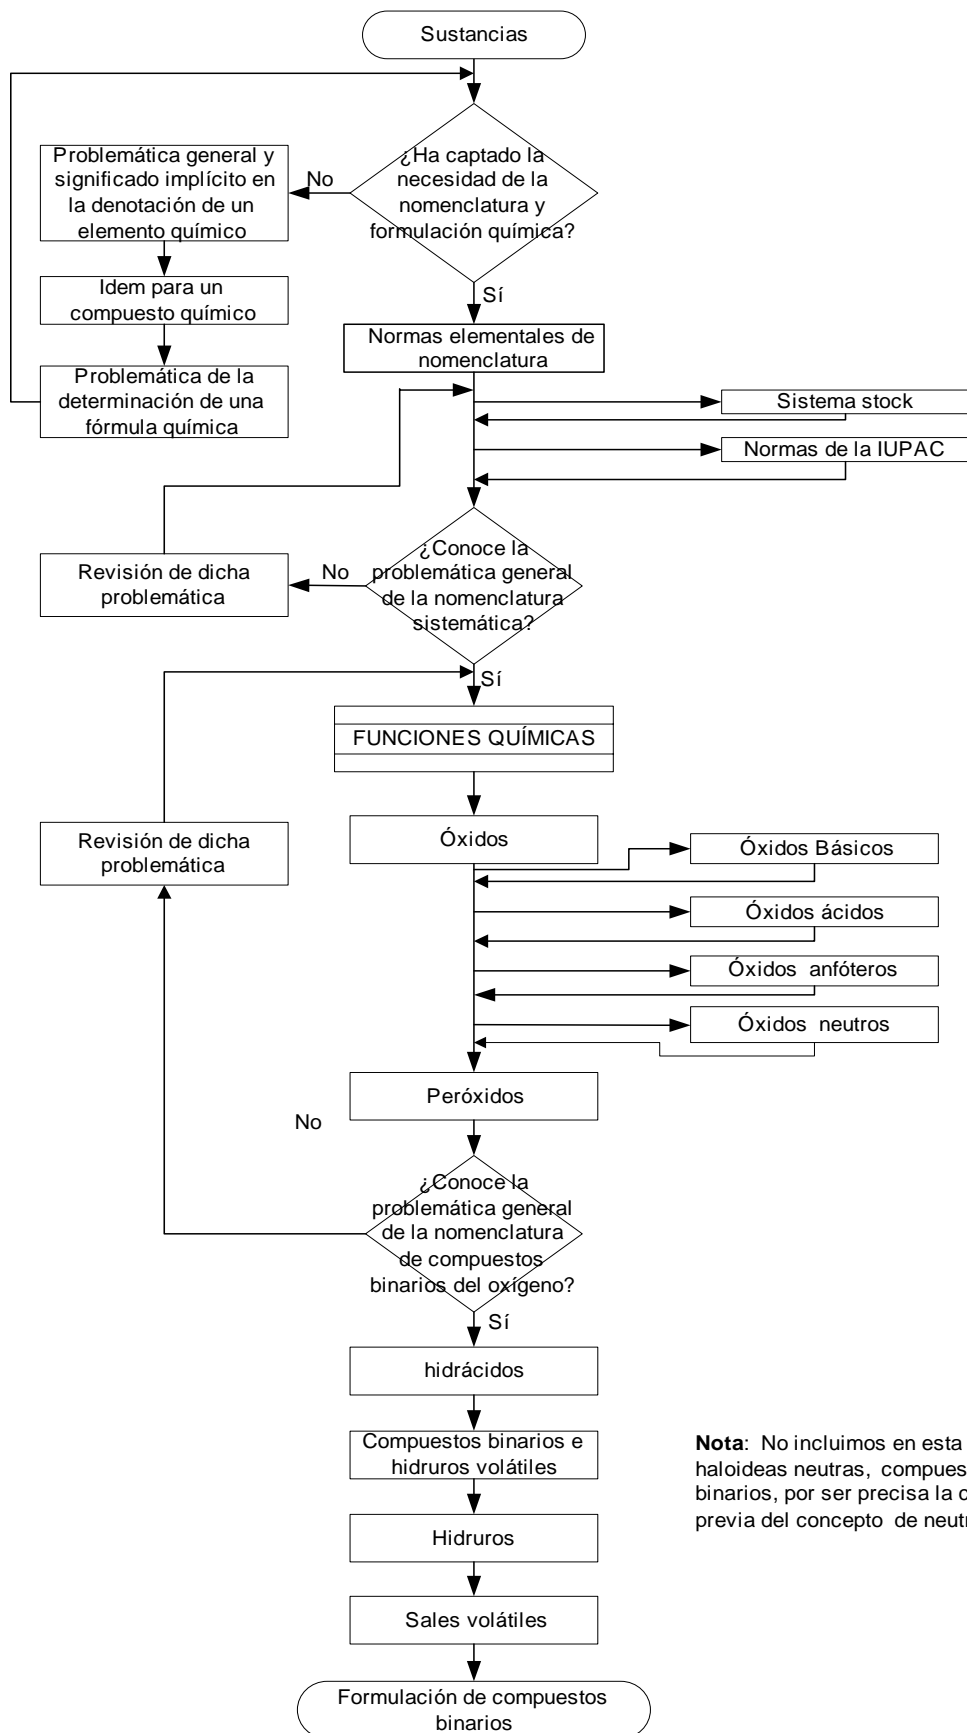 Sustancias
¿Ha captado la
necesidad de la
nomenclatura y
formulación química?
No
Problemática general y
significado implícito en
la denotación de un
elemento químico
Idem para un
compuesto químico
Problemática de la
determinación de una
fórmula química
Sí
Normas elementales de
nomenclatura
Sistema stock
Normas de la IUPAC
¿Conoce la
problemática general
de la nomenclatura
sistemática?
No
Revisión de dicha
problemática
Sí
FUNCIONES QUÍMICAS
Óxidos
Revisión de dicha
problemática
Óxidos Básicos
Óxidos ácidos
Óxidos anfóteros
Óxidos neutros
Peróxidos
No
¿Conoce la
problemática general
de la nomenclatura
de compuestos
binarios del oxígeno?
Sí
hidrácidos
Compuestos binarios e
hidruros volátiles
Hidruros
Sales volátiles
Formulación de compuestos
binarios
Nota: No incluimos en esta
haloideas neutras, compues
binarios, por ser precisa la
previa del concepto de neutr